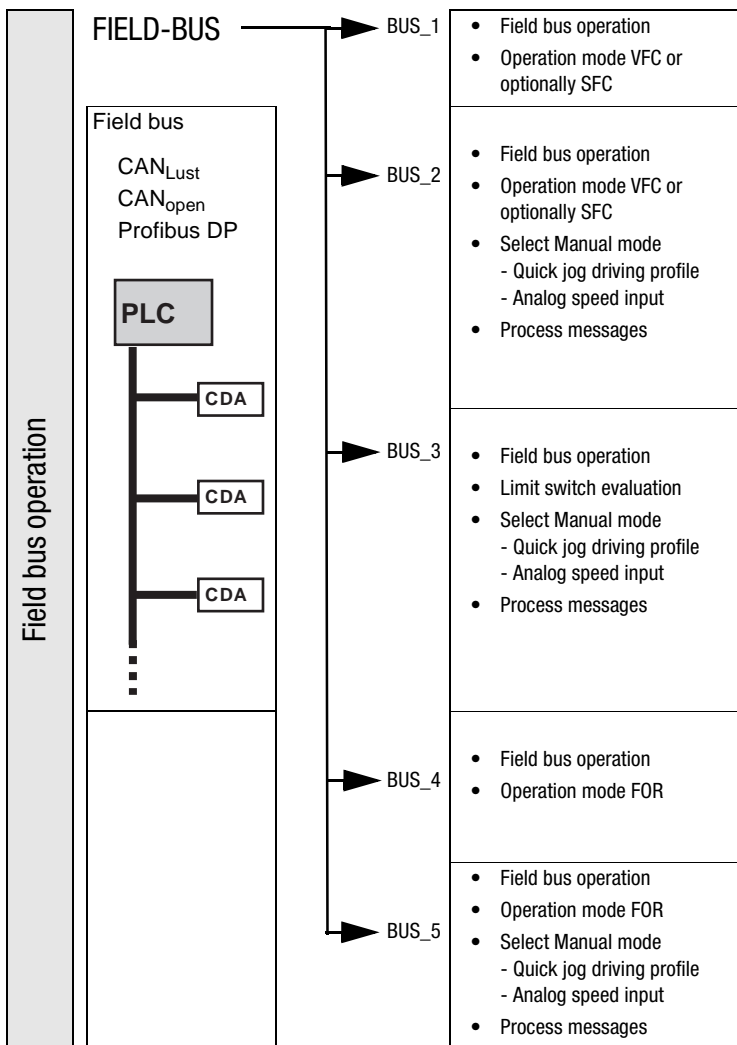 Field bus operation
FIELD-BUS
Field bus
CANLust
CANopen
Profibus DP
PLC
CDA
CDA
CDA
BUS_1
• Field bus operation
• Operation mode VFC or
optionally SFC
BUS_2
• Field bus operation
• Operation mode VFC or
optionally SFC
• Select Manual mode
- Quick jog driving profile
- Analog speed input
• Process messages
BUS_3
• Field bus operation
• Limit switch evaluation
• Select Manual mode
- Quick jog driving profile
- Analog speed input
• Process messages
BUS_4
• Field bus operation
• Operation mode FOR
BUS_5
• Field bus operation
• Operation mode FOR
• Select Manual mode
- Quick jog driving profile
- Analog speed input
• Process messages